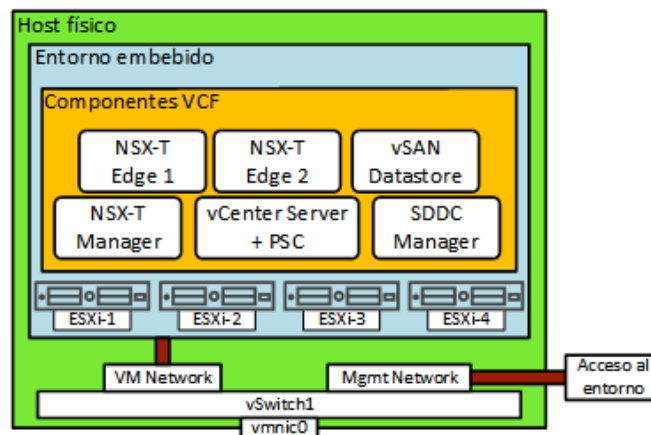 Host físico
Entorno embebido
Componentes VCF
NSX-T
Edge 1
NSX-T
Edge 2
vSAN
Datastore
NSX-T
Manager
vCenter Server
+ PSC
SDDC
Manager
ESXi-1
ESXi-2
ESXi-3
ESXi-4
VM Network
Mgmt Network
Acceso al
entorno
vSwitch1
vmnic0